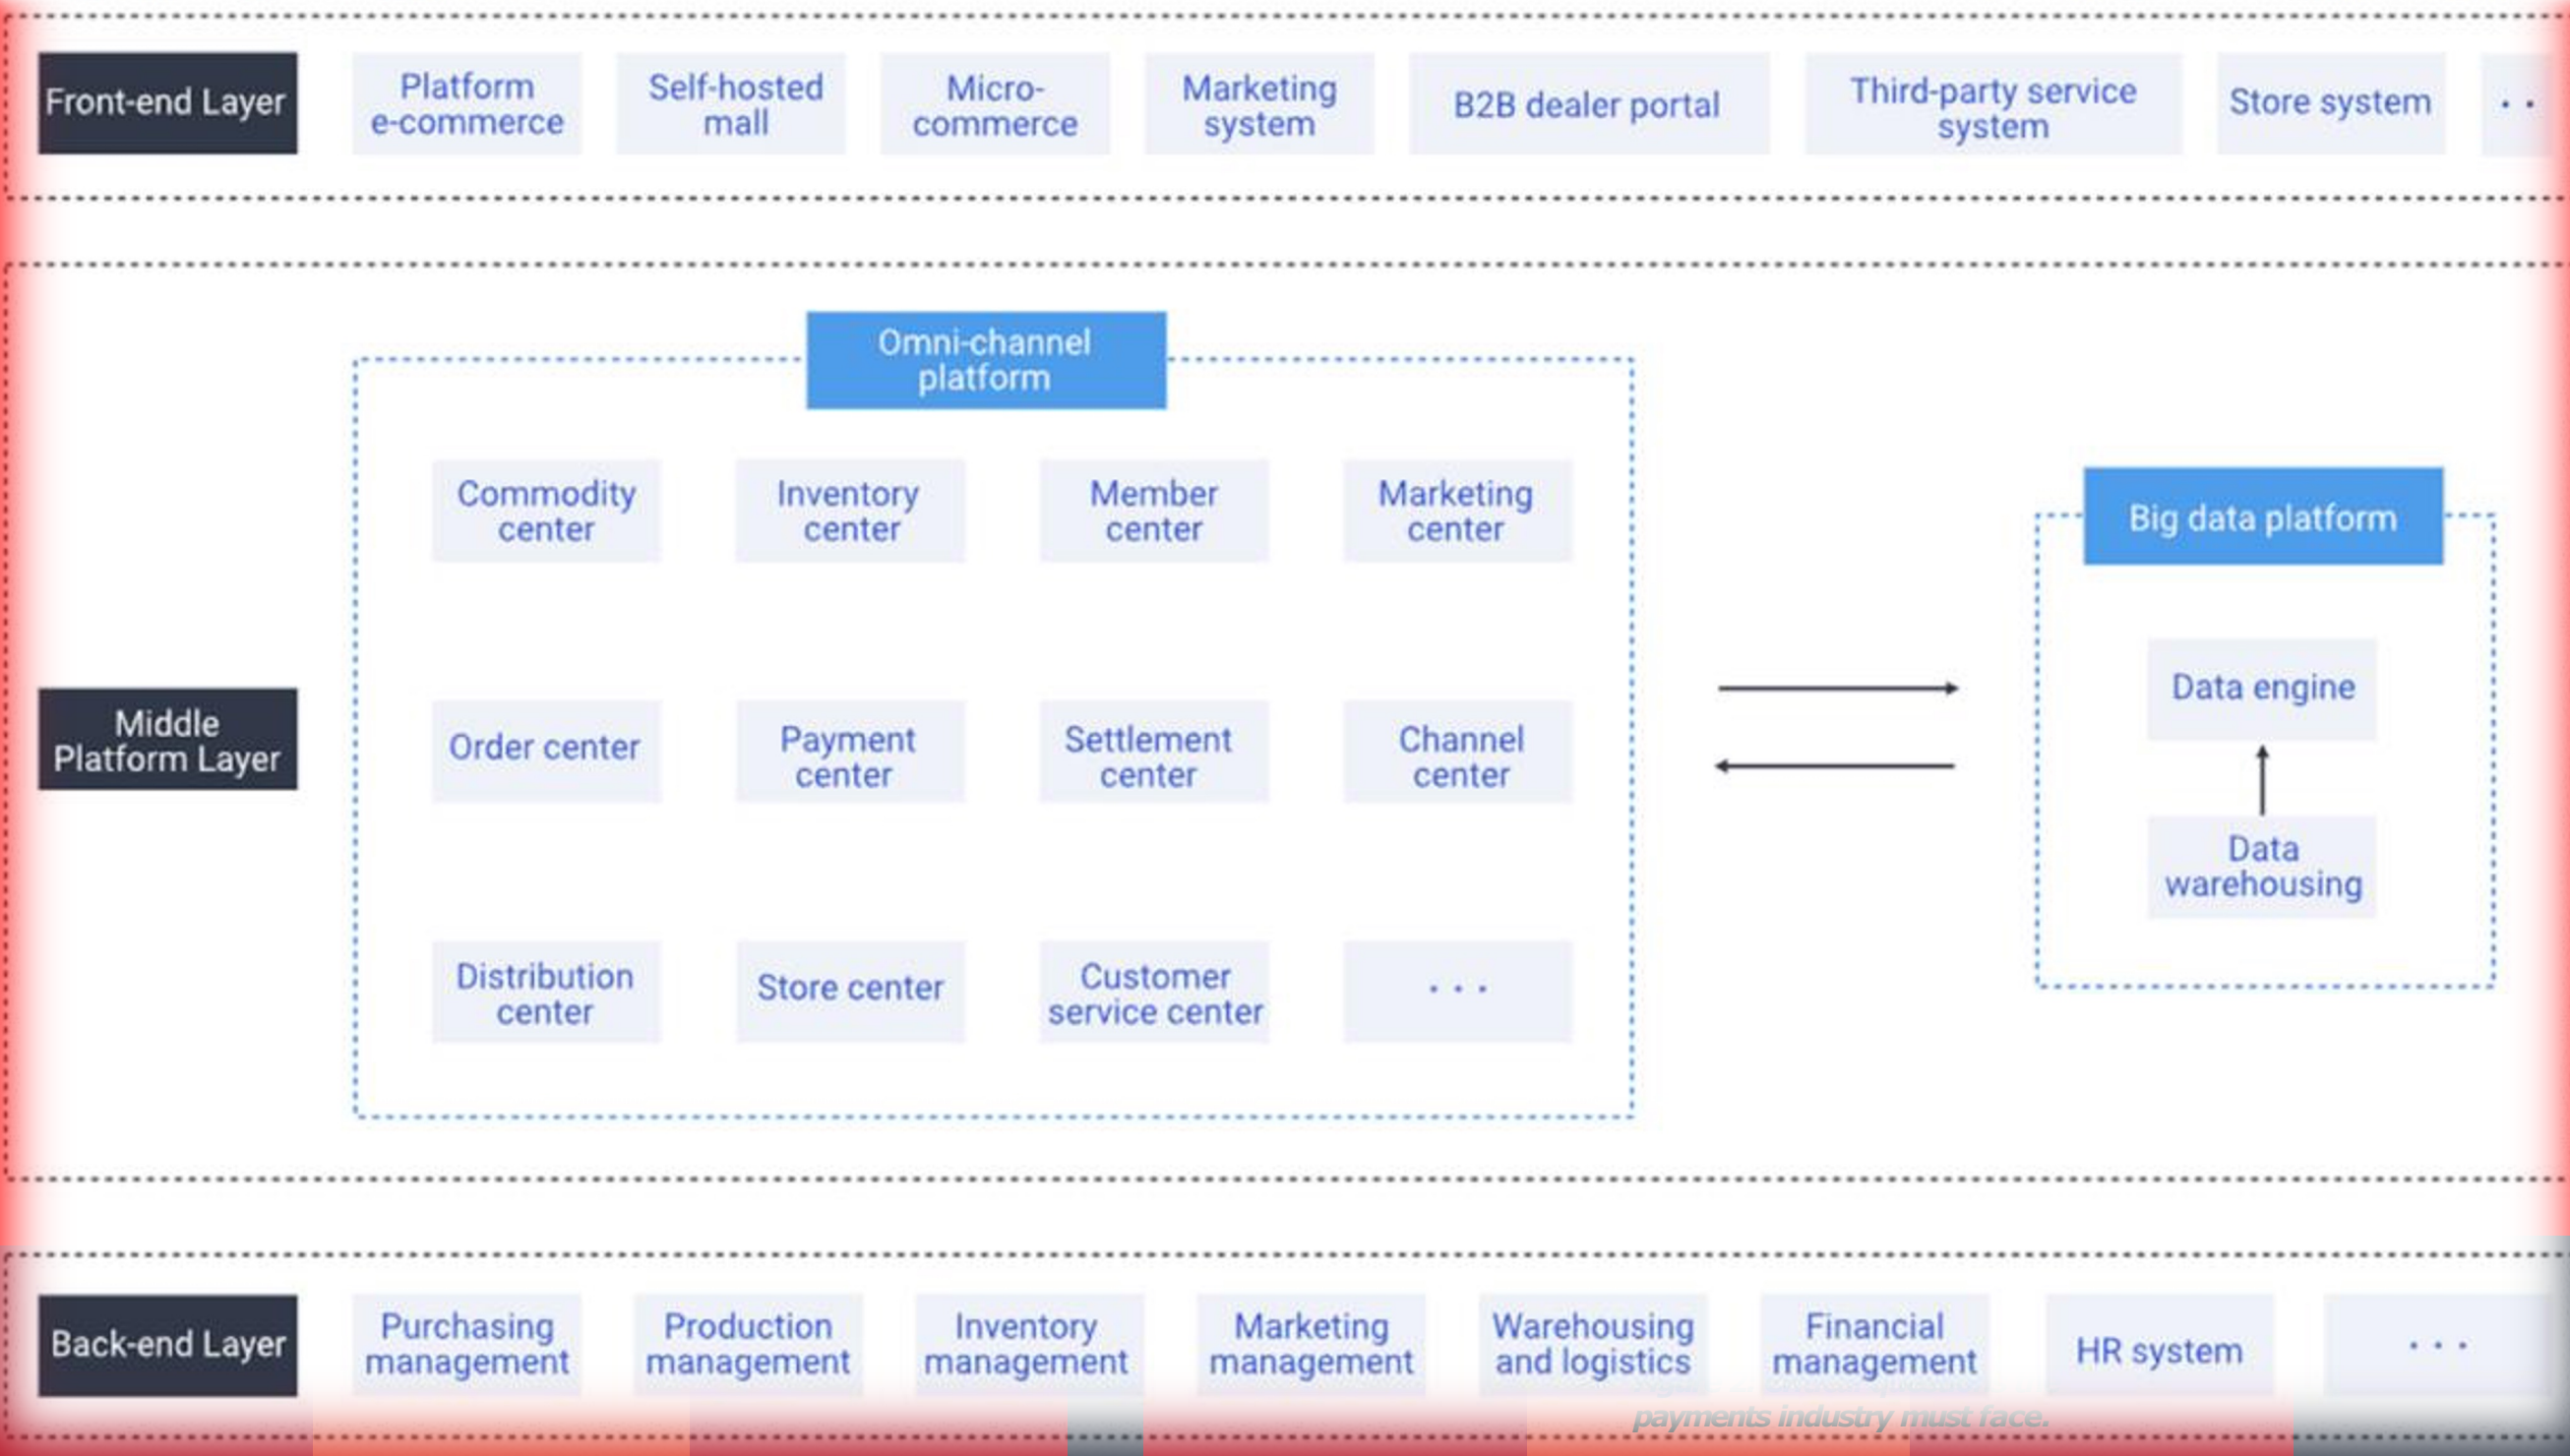 Front-end Layer
Platform
e-commerce
Self-hosted
mall
Micro-
commerce
Marketing
system
B2B dealer portal
Third-party service
system
Store system
. .
Omni-channel
platform
Commodity
center
Inventory
center
Member
center
Marketing
center
Middle
Platform Layer
Order center
Payment
center
Settlement
center
Channel
center
Distribution
center
Store center
Customer
service center
. . .
Big data platform
Data engine
Data
warehousing
Back-end Layer
Purchasing
management
Production
management
Inventory
management
Marketing
management
Warehousing
and logistics
Financial
management
HR system
. . .
payments industry must face.